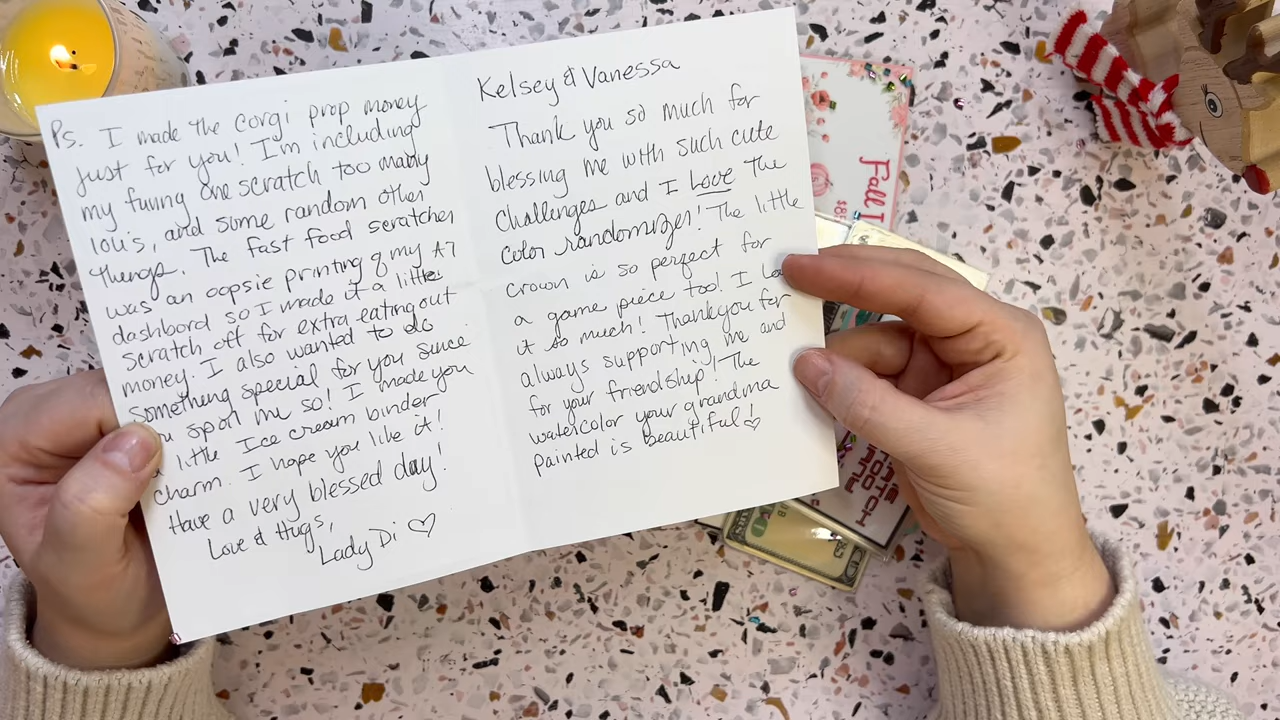 Kelsey & Vanessa
Thank you so much for
blessing me with such cute
challenges and I Love the
color randomizer! The little
crown is so perfect for
a game piece too! I
it so much! Thank you for
always supporting me and
for your friendship! The
watercolor your grandma
painted is beautiful! ♡
Ps. I made the Corgi prop money
just for you! I'm including
my funny one scratch too many
IOU's, and some random other
things. The fast food scratcher
was an oopsie printing of my A7
dashbord so I made it a little
scratch off for extra eating out
money. I also wanted to do
something special for you since
spoil me so! I made you
a little Ice cream binder
charm. I hope you like it!
Have a very blessed day!
Love & Hugs,
Lady Di ♡
Fall
$8